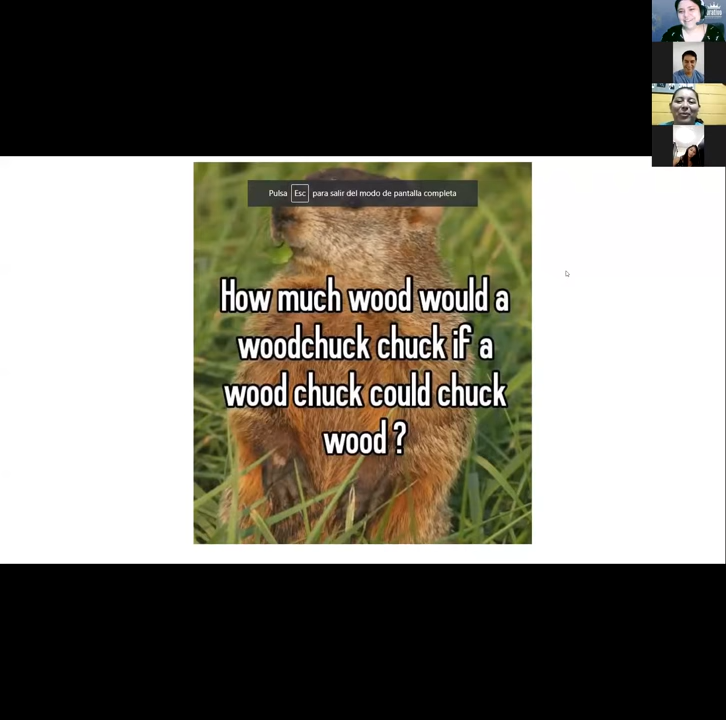 Pulsa Esc para salir del modo de pantalla completa
How much wood would a
woodchuck chuck if a
wood chuck could chuck
wood ?